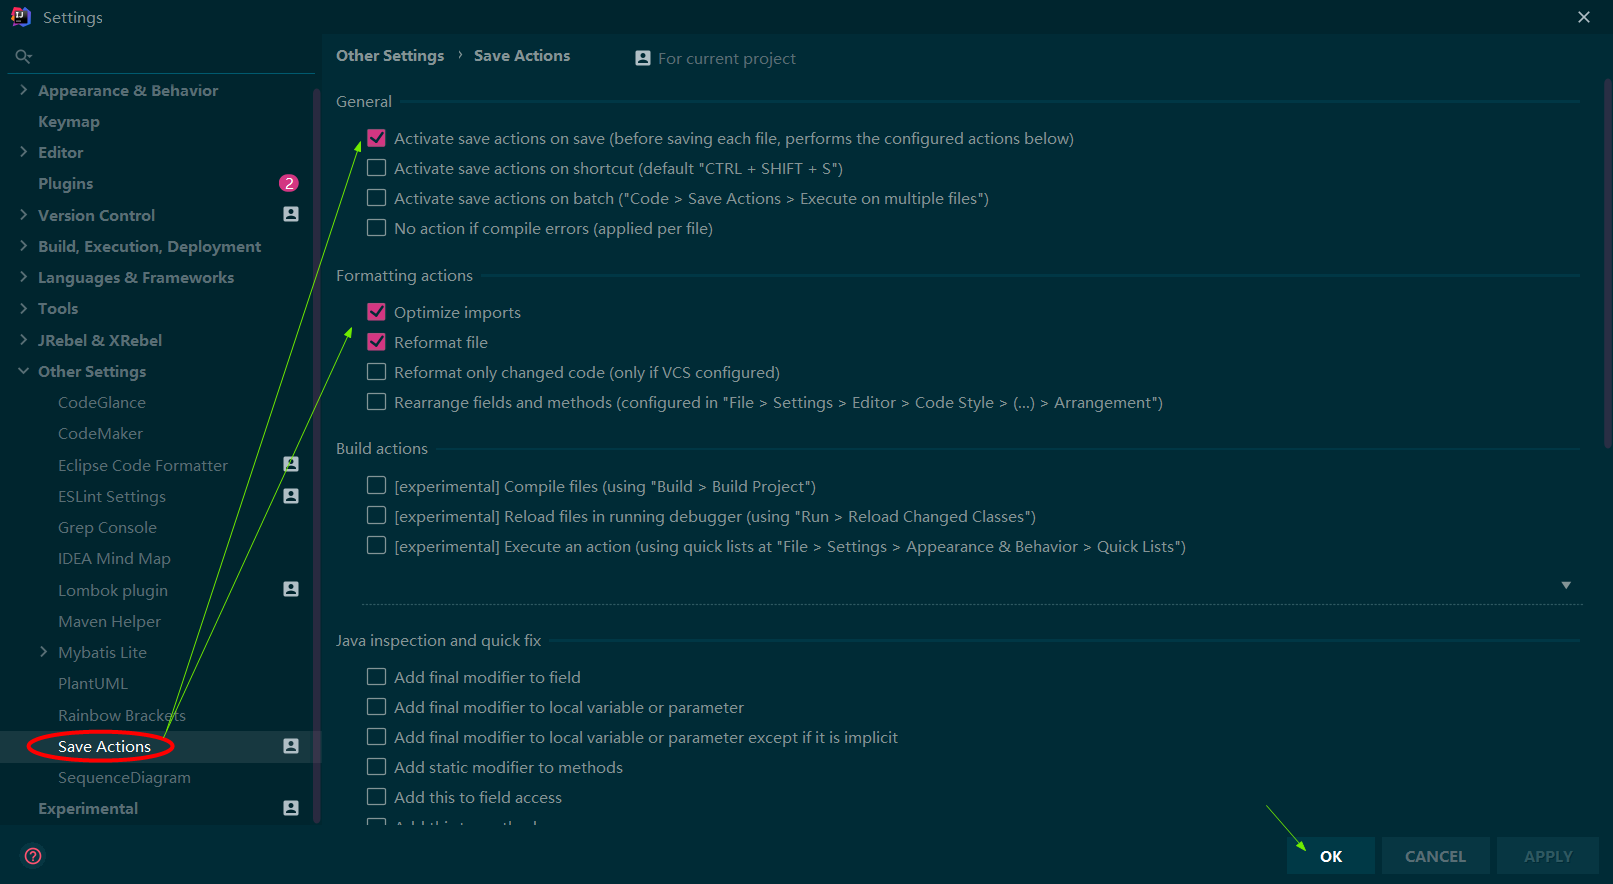 Settings
Appearance & Behavior
Keymap
Editor
Plugins 2
Version Control
Build, Execution, Deployment
Languages & Frameworks
Tools
JRebel & XRebel
Other Settings
CodeGlance
CodeMaker
Eclipse Code Formatter
ESLint Settings
Grep Console
IDEA Mind Map
Lombok plugin
Maven Helper
Mybatis Lite
PlantUML
Rainbow Brackets
Save Actions
SequenceDiagram
Experimental
Other Settings › Save Actions For current project
General
Activate save actions on save (before saving each file, performs the configured actions below)
Activate save actions on shortcut (default "CTRL + SHIFT + S")
Activate save actions on batch ("Code > Save Actions > Execute on multiple files")
No action if compile errors (applied per file)
Formatting actions
Optimize imports
Reformat file
Reformat only changed code (only if VCS configured)
Rearrange fields and methods (configured in "File > Settings > Editor > Code Style > (...) > Arrangement")
Build actions
[experimental] Compile files (using "Build > Build Project")
[experimental] Reload files in running debugger (using "Run > Reload Changed Classes")
[experimental] Execute an action (using quick lists at "File > Settings > Appearance & Behavior > Quick Lists")
Java inspection and quick fix
Add final modifier to field
Add final modifier to local variable or parameter
Add final modifier to local variable or parameter except if it is implicit
Add static modifier to methods
Add this to field access
OK CANCEL APPLY